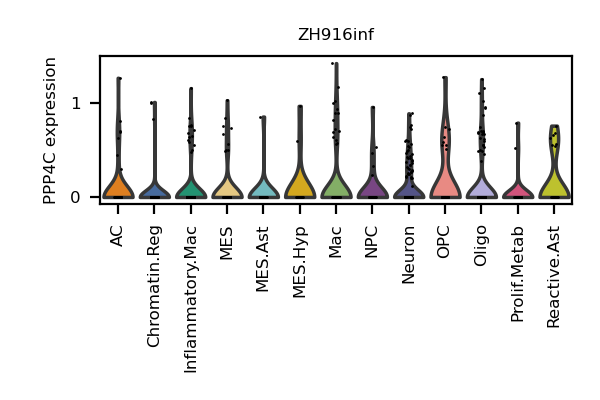 ZH916inf
PPP4C expression
1
0
AC
Chromatin.Reg
Inflammatory.Mac
MES
MES.Ast
MES.Hyp
Mac
NPC
Neuron
OPC
Oligo
Prolif.Metab
Reactive.Ast